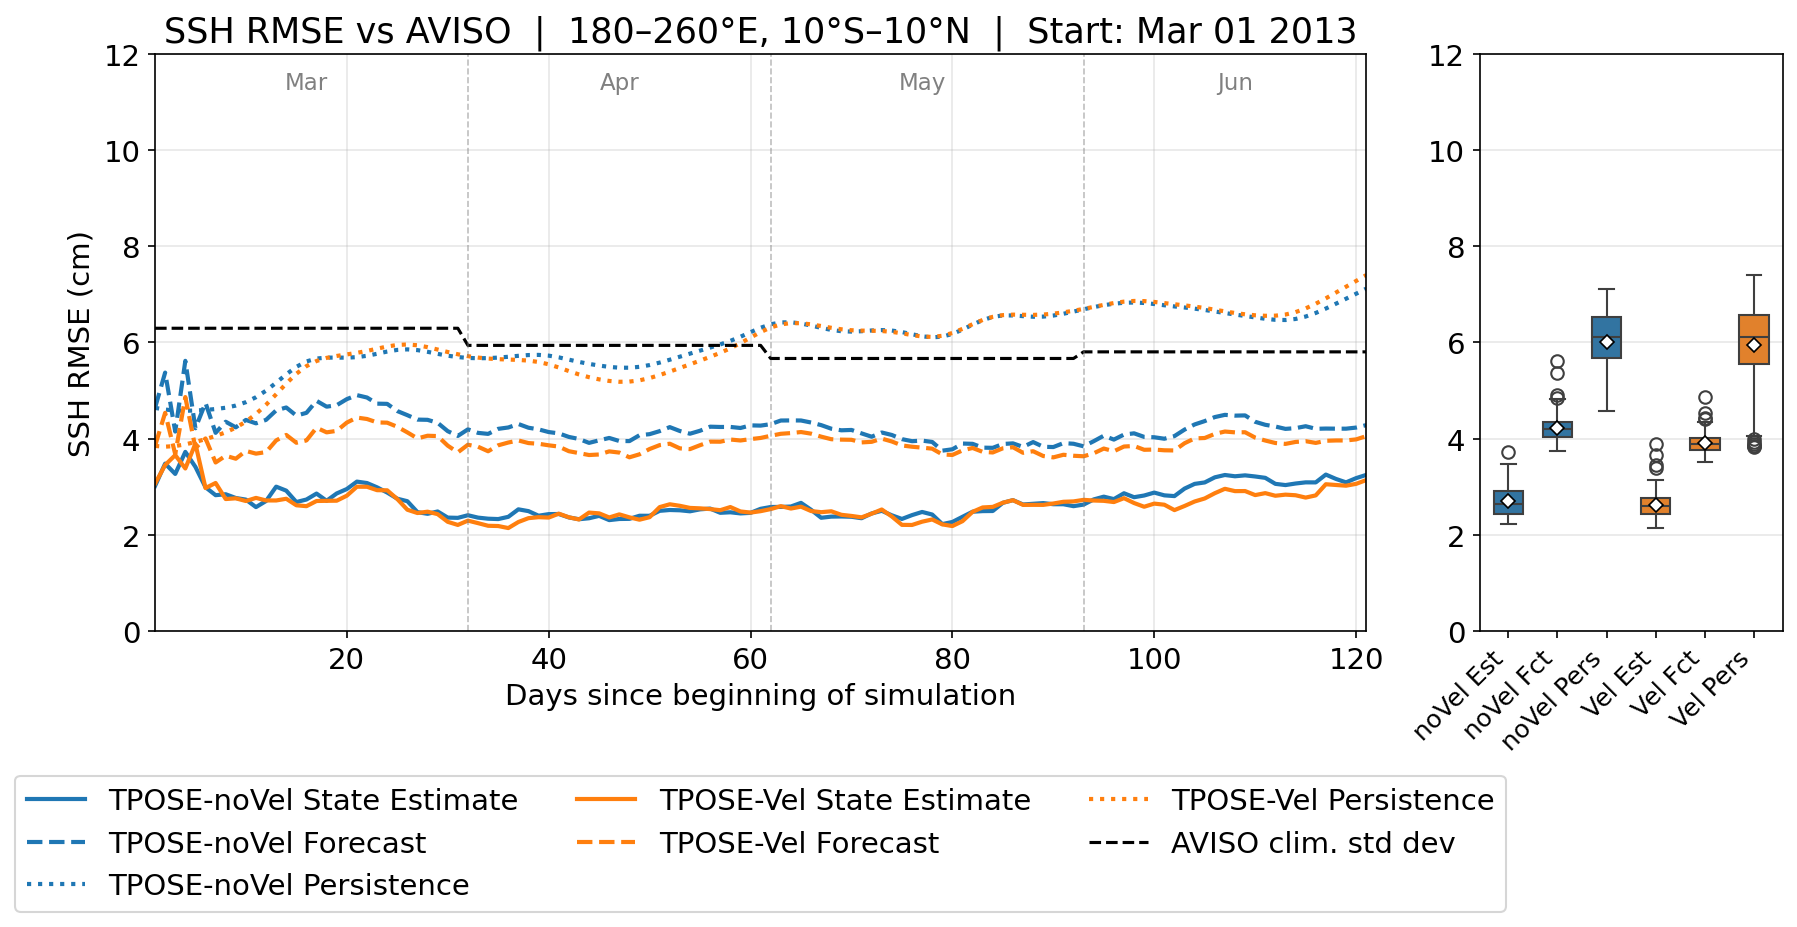 SSH RMSE vs AVISO | 180–260°E, 10°S–10°N | Start: Mar 01 2013
SSH RMSE (cm)
12
10
8
6
4
2
0
Mar
Apr
May
Jun
20
40
60
80
100
120
Days since beginning of simulation
12
10
8
6
4
2
0
noVel Est
noVel Fct
noVel Pers
Vel Est
Vel Fct
Vel Pers
TPOSE-noVel State Estimate
TPOSE-noVel Forecast
TPOSE-noVel Persistence
TPOSE-Vel State Estimate
TPOSE-Vel Forecast
TPOSE-Vel Persistence
AVISO clim. std dev